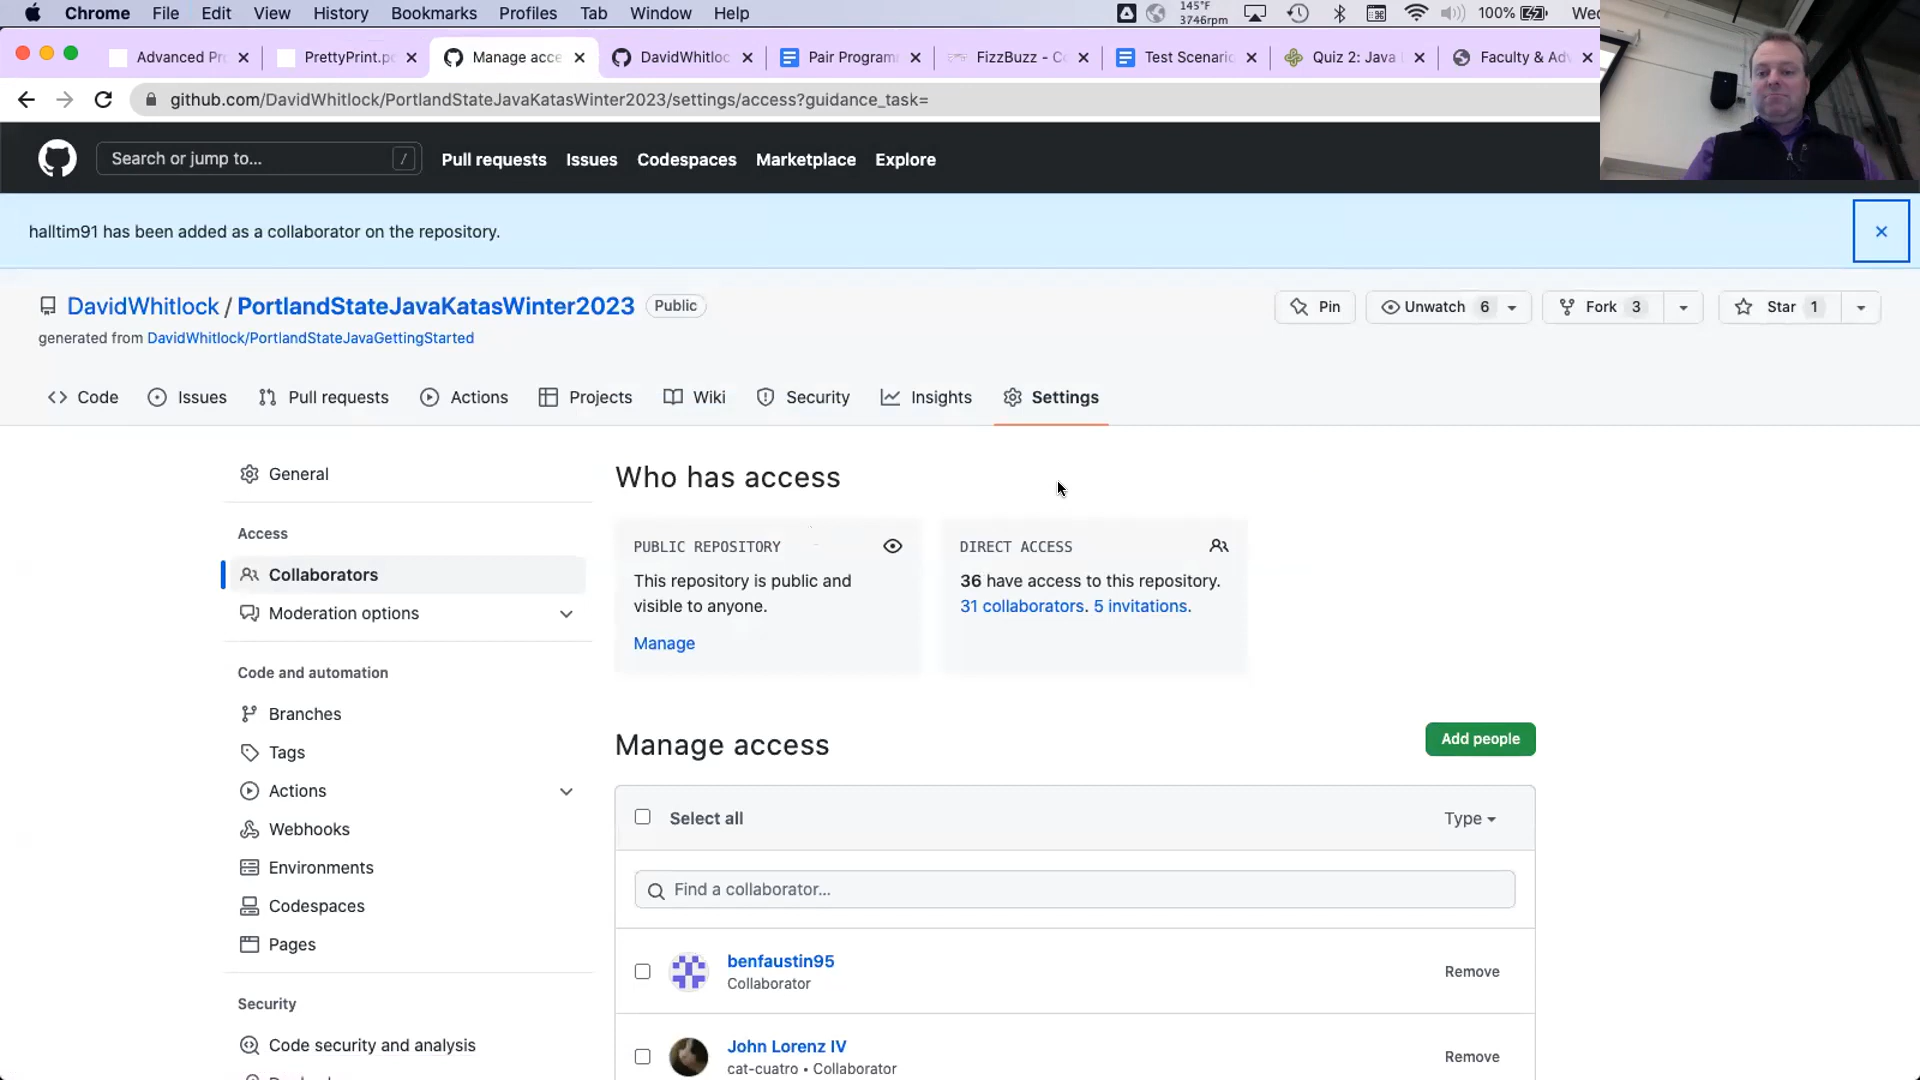 Chrome File Edit View History Bookmarks Profiles Tab Window Help 145°F 3746rpm 100%
Manage acce DavidWhitloc Pair Program FizzBuzz - C Test Scenari Quiz 2: Java Faculty & Ad
Advanced Pr PrettyPrint.p
github.com/DavidWhitlock/PortlandStateJavaKatasWinter2023/settings/access?guidance_task=
Search or jump to... / Pull requests Issues Codespaces Marketplace Explore
halltim91 has been added as a collaborator on the repository.
DavidWhitlock / PortlandStateJavaKatasWinter2023 Public Pin Unwatch 6 Fork 3 Star 1
generated from DavidWhitlock/PortlandStateJavaGettingStarted
Code Issues Pull requests Actions Projects Wiki Security Insights Settings
General
Access
Collaborators
Moderation options
Code and automation
Branches
Tags
Actions
Webhooks
Environments
Codespaces
Pages
Security
Code security and analysis
Who has access
PUBLIC REPOSITORY
This repository is public and
visible to anyone.
Manage
DIRECT ACCESS
36 have access to this repository.
31 collaborators. 5 invitations.
Manage access Add people
Select all Type
Find a collaborator...
benfaustin95 Remove
Collaborator
John Lorenz IV Remove
cat-cuatro • Collaborator